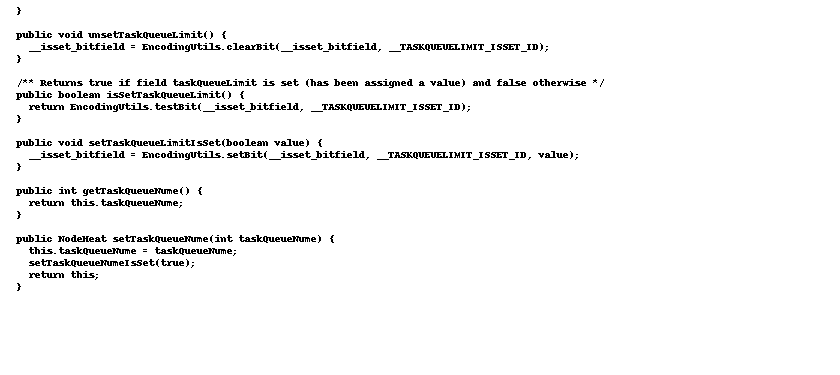 }

public void unsetTaskQueueLimit() {
  __isset_bitfield = EncodingUtils.clearBit(__isset_bitfield, __TASKQUEUELIMIT_ISSET_ID);
}

/** Returns true if field taskQueueLimit is set (has been assigned a value) and false otherwise */
public boolean isSetTaskQueueLimit() {
  return EncodingUtils.testBit(__isset_bitfield, __TASKQUEUELIMIT_ISSET_ID);
}

public void setTaskQueueLimitIsSet(boolean value) {
  __isset_bitfield = EncodingUtils.setBit(__isset_bitfield, __TASKQUEUELIMIT_ISSET_ID, value);
}

public int getTaskQueueNume() {
  return this.taskQueueNume;
}

public NodeHeat setTaskQueueNume(int taskQueueNume) {
  this.taskQueueNume = taskQueueNume;
  setTaskQueueNumeIsSet(true);
  return this;
}